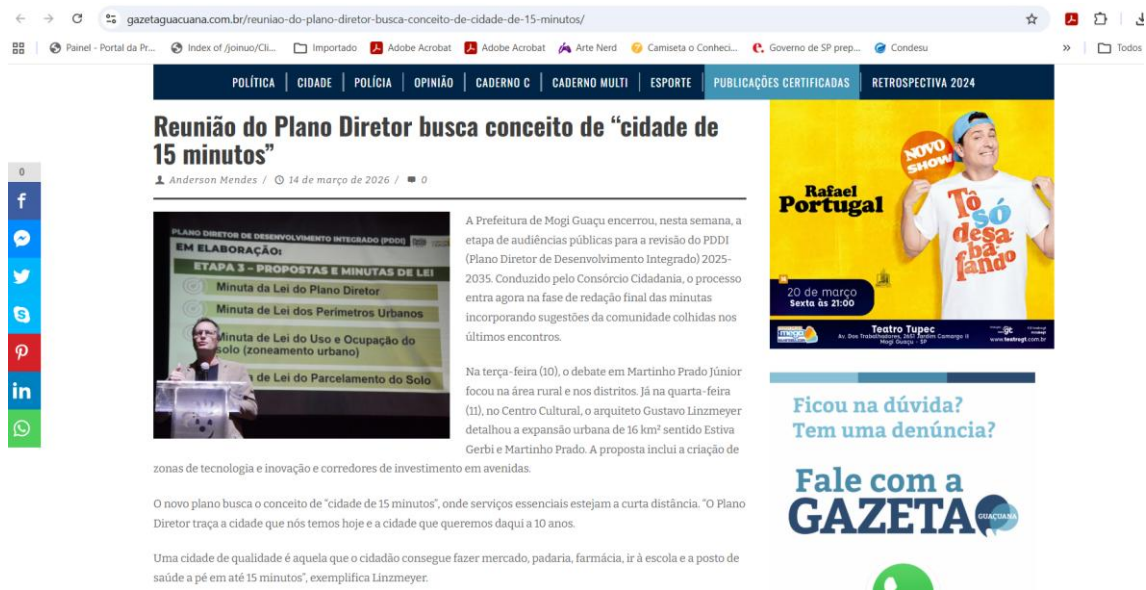 gazetaguacuana.com.br/reuniao-do-plano-diretor-busca-conceito-de-cidade-de-15-minutos/
Painel - Portal da Pr...
Index of /joinuo/Cli...
Importado
Adobe Acrobat
Adobe Acrobat
Arte Nerd
Camiseta o Conheci...
Governo de SP prep...
Condesu
»
Todos
POLÍTICA
CIDADE
POLÍCIA
OPINIÃO
CADERNO C
CADERNO MULTI
ESPORTE
PUBLICAÇÕES CERTIFICADAS
RETROSPECTIVA 2024
Reunião do Plano Diretor busca conceito de “cidade de
15 minutos”
Anderson Mendes / 14 de março de 2026 / 0
0
PLANO DIRETOR DE DESENVOLVIMENTO INTEGRADO (PDDI)
EM ELABORAÇÃO:
ETAPA 3 – PROPOSTAS E MINUTAS DE LEI
Minuta da Lei do Plano Diretor
Minuta de Lei dos Perímetros Urbanos
Minuta de Lei do Uso e Ocupação do
solo (zoneamento urbano)
de Lei do Parcelamento do Solo
A Prefeitura de Mogi Guaçu encerrou, nesta semana, a
etapa de audiências públicas para a revisão do PDDI
(Plano Diretor de Desenvolvimento Integrado) 2025-
2035. Conduzido pelo Consórcio Cidadania, o processo
entra agora na fase de redação final das minutas
incorporando sugestões da comunidade colhidas nos
últimos encontros.
Na terça-feira (10), o debate em Martinho Prado Júnior
focou na área rural e nos distritos. Já na quarta-feira
(11), no Centro Cultural, o arquiteto Gustavo Linzmeyer
detalhou a expansão urbana de 16 km² sentido Estiva
Gerbi e Martinho Prado. A proposta inclui a criação de
zonas de tecnologia e inovação e corredores de investimento em avenidas.
O novo plano busca o conceito de “cidade de 15 minutos”, onde serviços essenciais estejam a curta distância. “O Plano
Diretor traça a cidade que nós temos hoje e a cidade que queremos daqui a 10 anos.
Uma cidade de qualidade é aquela que o cidadão consegue fazer mercado, padaria, farmácia, ir à escola e a posto de
saúde a pé em até 15 minutos”, exemplifica Linzmeyer.
NOVO
SHOW
Rafael
Portugal
Tô
só
desa-
ba-
fando
20 de março
Sexta às 21:00
mega
Teatro Tupec
Av. Dos Trabalhadores, 2651 Jardim Camargo II
Mogi Guaçu - SP
www.teatrogt.com.br
Ficou na dúvida?
Tem uma denúncia?
Fale com a
GAZETA
GUAÇUANA